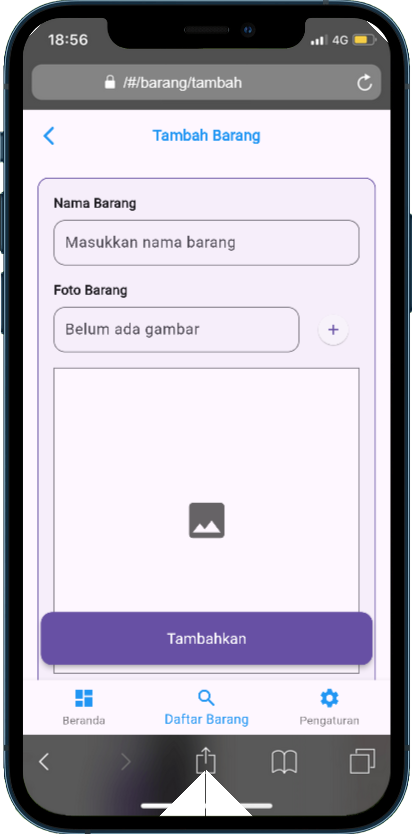 18:56
4G
/#/barang/tambah
Tambah Barang
Nama Barang
Masukkan nama barang
Foto Barang
Belum ada gambar
+
Tambahkan
Beranda
Daftar Barang
Pengaturan